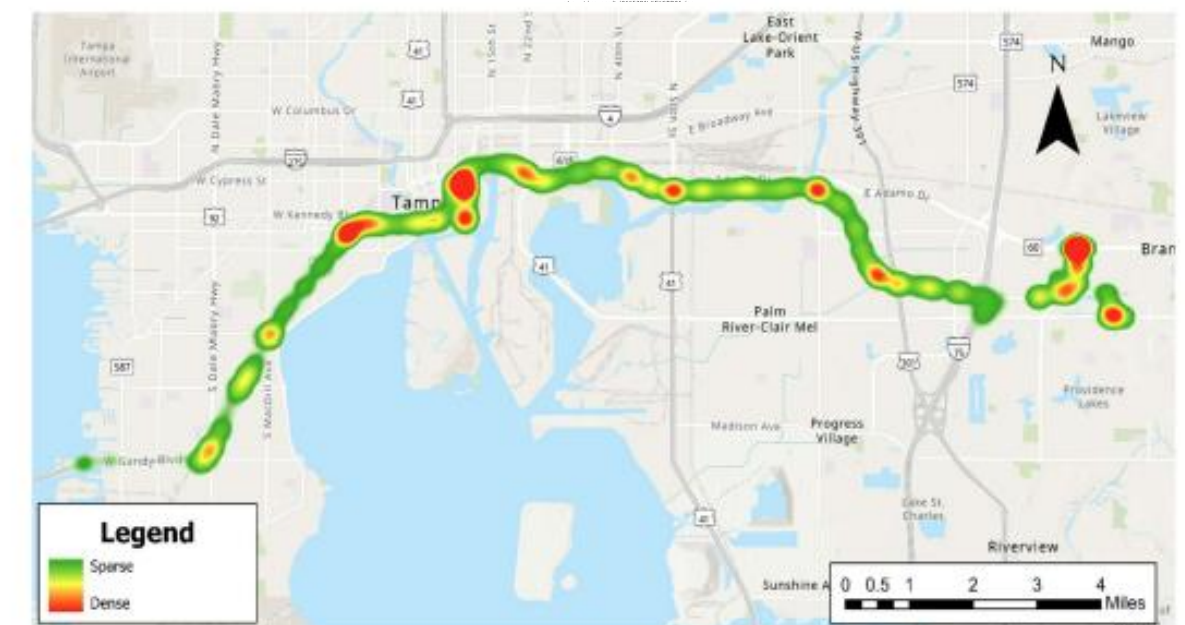 East
Lake-Orient
Park
Mango
574
Tampa
International
Airport
41
N 15th St
N 22nd S
N 40th St
N 50th St
N US Highway 301
N Dale Mabry Hwy
574
N
41
W Columbus Dr
4
E Broadway Ave
Lakeview
Village
275
618
W Cypress St
E Adamo Dr
Tamp
92
W Kennedy Bl
60
Bran
41
41
Palm
River-Clair Mel
S Dale Mabry Hwy
S MacDill Ave
587
301
75
Providence
Lakes
Madison Ave
Progress
Village
W Gandy Blvd
Lake St.
Charles
41
Legend
Sparse
Dense
Riverview
Sunshine A
0 0.5 1 2 3 4
Miles